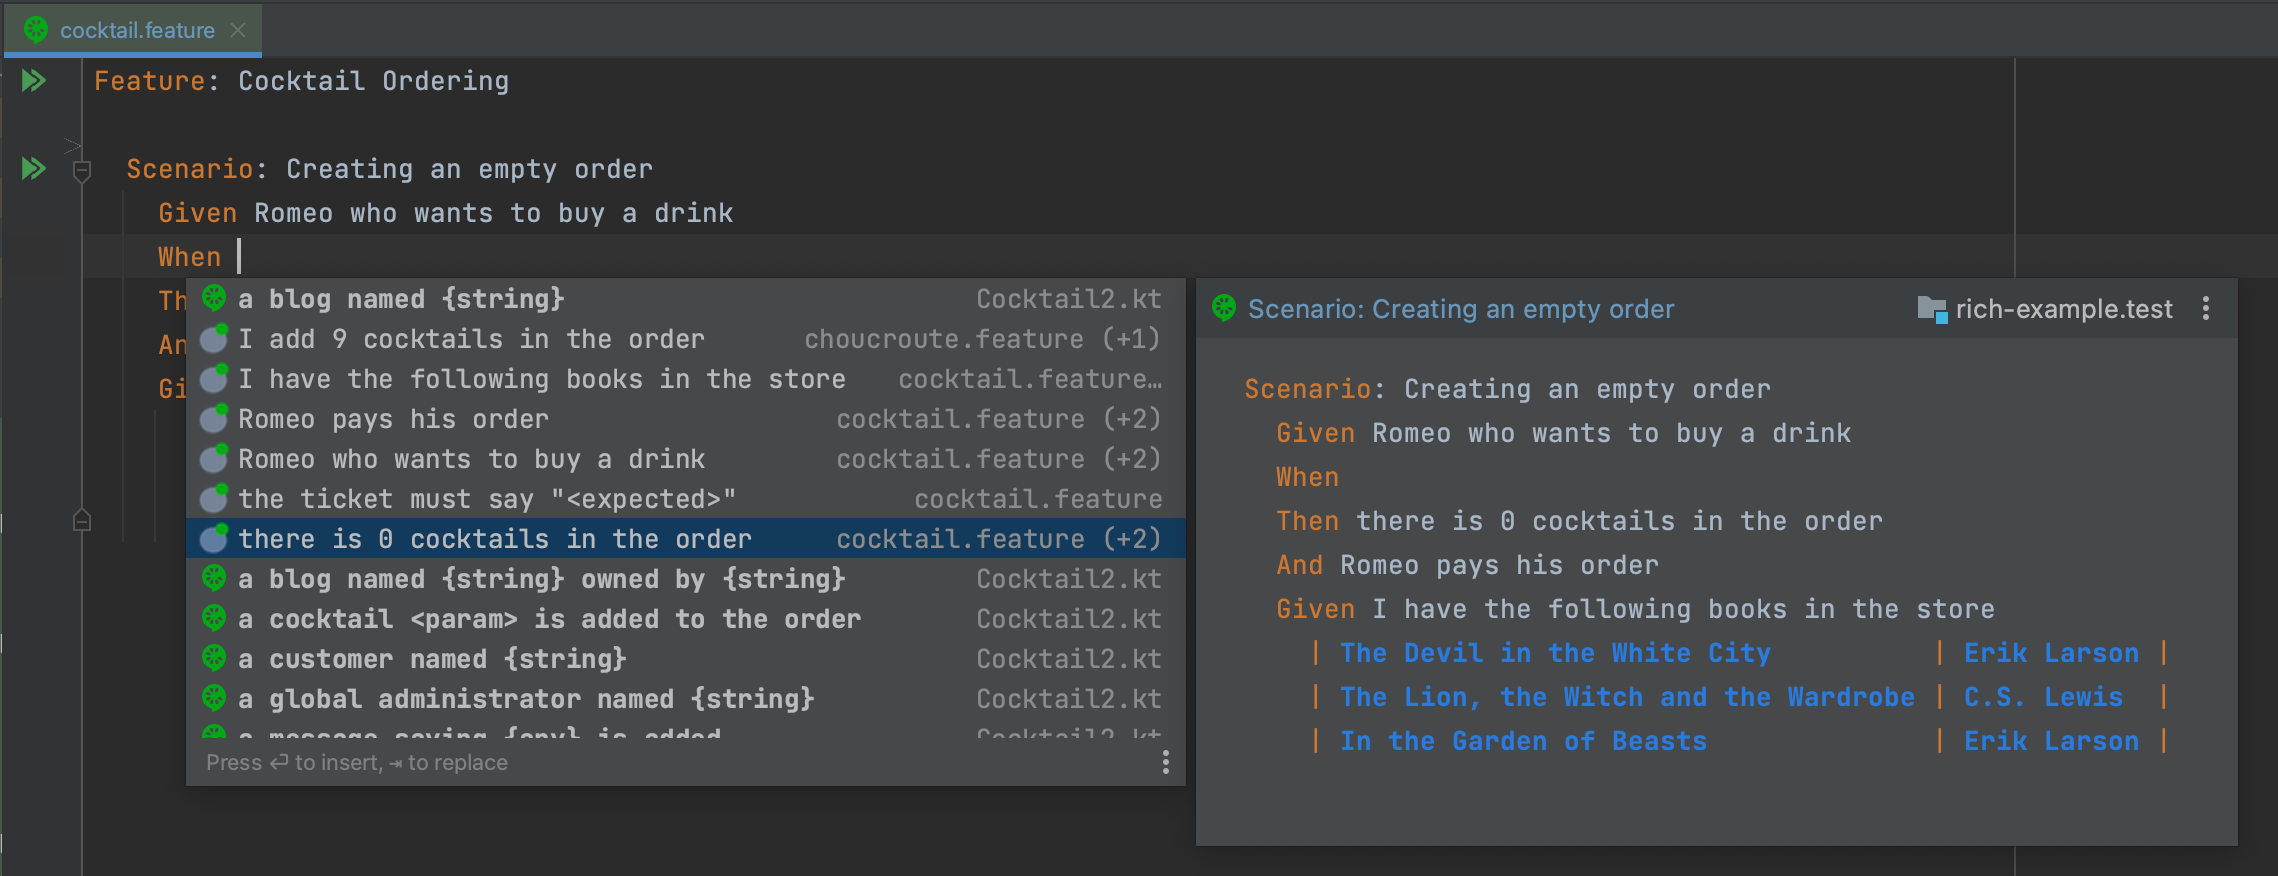 cocktail.feature
Feature: Cocktail Ordering
Scenario: Creating an empty order
Given Romeo who wants to buy a drink
When
Th
An
Gi
a blog named {string} Cocktail2.kt
I add 9 cocktails in the order choucroute.feature (+1)
I have the following books in the store cocktail.feature…
Romeo pays his order cocktail.feature (+2)
Romeo who wants to buy a drink cocktail.feature (+2)
the ticket must say "<expected>" cocktail.feature
there is 0 cocktails in the order cocktail.feature (+2)
a blog named {string} owned by {string} Cocktail2.kt
a cocktail <param> is added to the order Cocktail2.kt
a customer named {string} Cocktail2.kt
a global administrator named {string} Cocktail2.kt
a message saying {any} is added Cocktail2.kt
Press ⏎ to insert, ⇥ to replace
Scenario: Creating an empty order rich-example.test
Scenario: Creating an empty order
Given Romeo who wants to buy a drink
When
Then there is 0 cocktails in the order
And Romeo pays his order
Given I have the following books in the store
| The Devil in the White City | Erik Larson |
| The Lion, the Witch and the Wardrobe | C.S. Lewis |
| In the Garden of Beasts | Erik Larson |